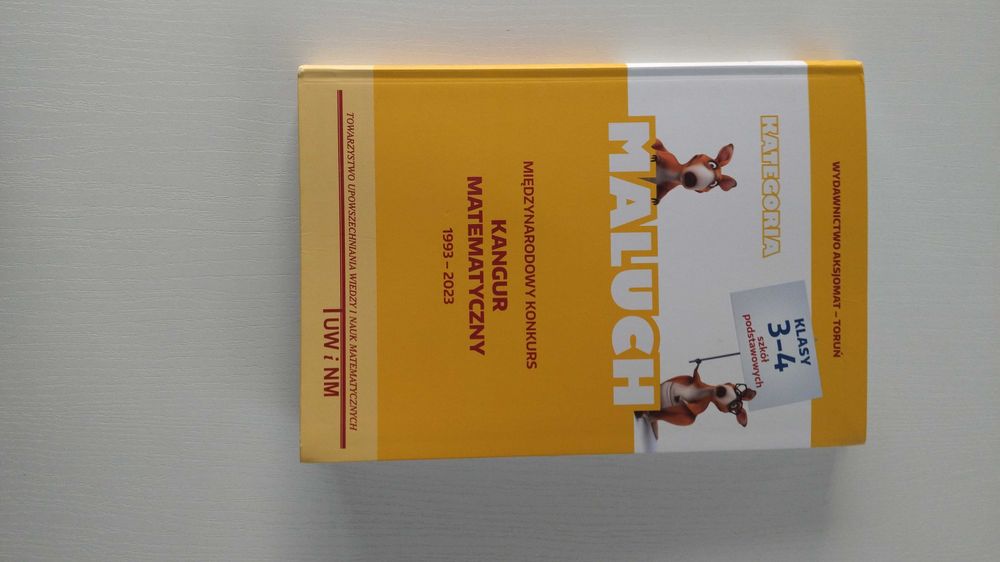 WYDAWNICTWO AKSJOMAT – TORUŃ
KATEGORIA
KLASY
3–4
szkół
podstawowych
MALUCH
MIĘDZYNARODOWY KONKURS
KANGUR
MATEMATYCZNY
1993 – 2023
TOWARZYSTWO UPOWSZECHNIANIA WIEDZY I NAUK MATEMATYCZNYCH
TUW i NM